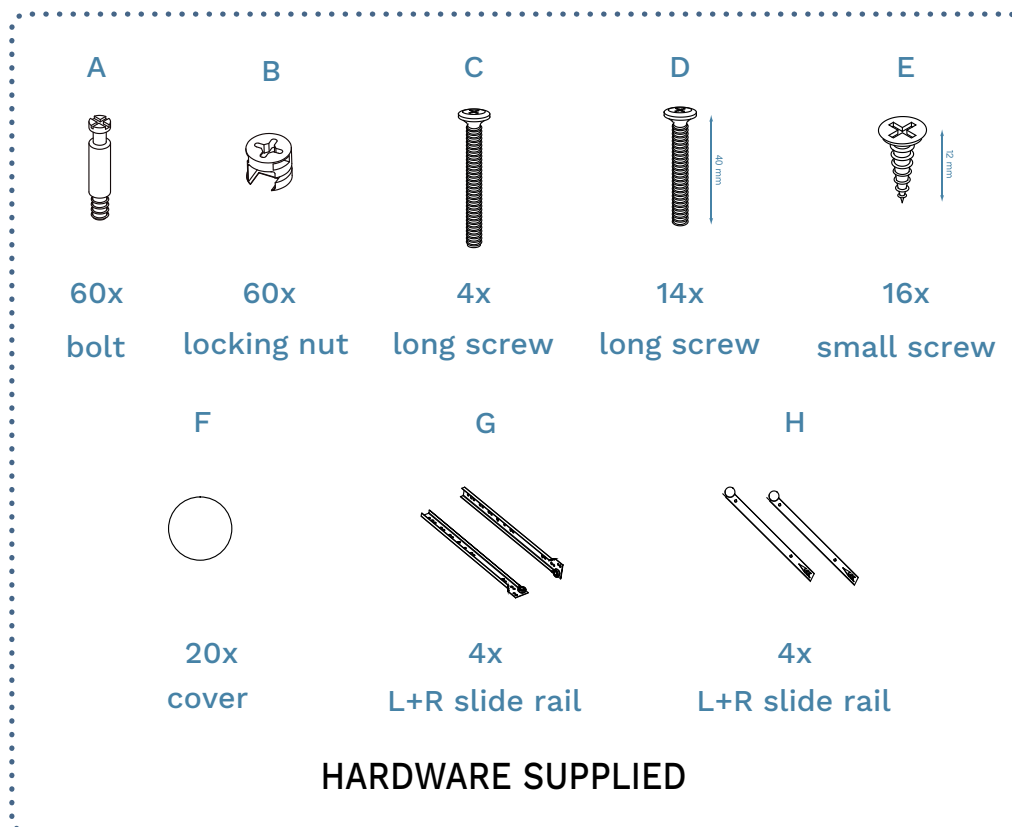 A B C D E
40 mm
12 mm
60x 60x 4x 14x 16x
bolt locking nut long screw long screw small screw
F G H
20x 4x 4x
cover L+R slide rail L+R slide rail
HARDWARE SUPPLIED